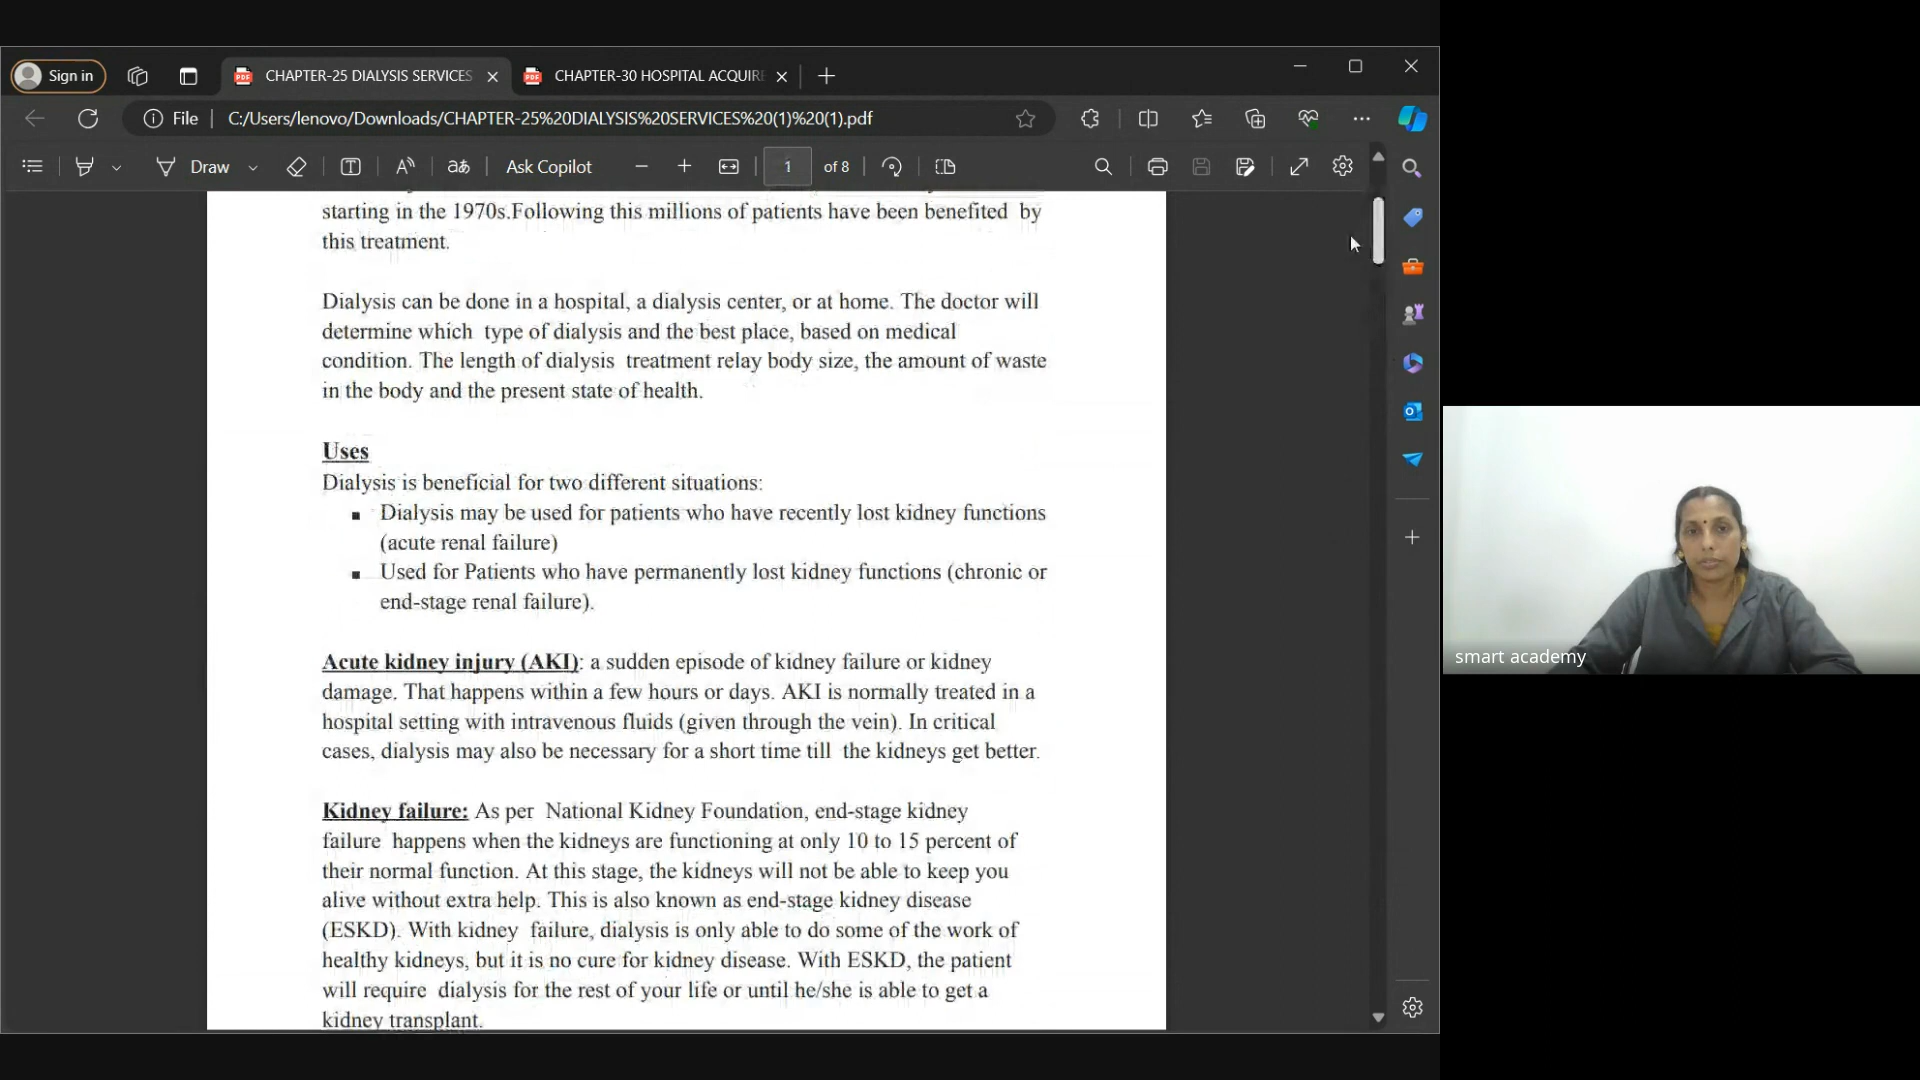 Sign in
CHAPTER-25 DIALYSIS SERVICES
CHAPTER-30 HOSPITAL ACQUIRE
File
C:/Users/lenovo/Downloads/CHAPTER-25%20DIALYSIS%20SERVICES%20(1)%20(1).pdf
Draw
aあ
Ask Copilot
1
of 8
starting in the 1970s.Following this millions of patients have been benefited by
this treatment.
Dialysis can be done in a hospital, a dialysis center, or at home. The doctor will
determine which type of dialysis and the best place, based on medical
condition. The length of dialysis treatment relay body size, the amount of waste
in the body and the present state of health.
Uses
Dialysis is beneficial for two different situations:
▪ Dialysis may be used for patients who have recently lost kidney functions
(acute renal failure)
▪ Used for Patients who have permanently lost kidney functions (chronic or
end-stage renal failure).
Acute kidney injury (AKI): a sudden episode of kidney failure or kidney
damage. That happens within a few hours or days. AKI is normally treated in a
hospital setting with intravenous fluids (given through the vein). In critical
cases, dialysis may also be necessary for a short time till the kidneys get better.
Kidney failure: As per National Kidney Foundation, end-stage kidney
failure happens when the kidneys are functioning at only 10 to 15 percent of
their normal function. At this stage, the kidneys will not be able to keep you
alive without extra help. This is also known as end-stage kidney disease
(ESKD). With kidney failure, dialysis is only able to do some of the work of
healthy kidneys, but it is no cure for kidney disease. With ESKD, the patient
will require dialysis for the rest of your life or until he/she is able to get a
kidney transplant.
smart academy